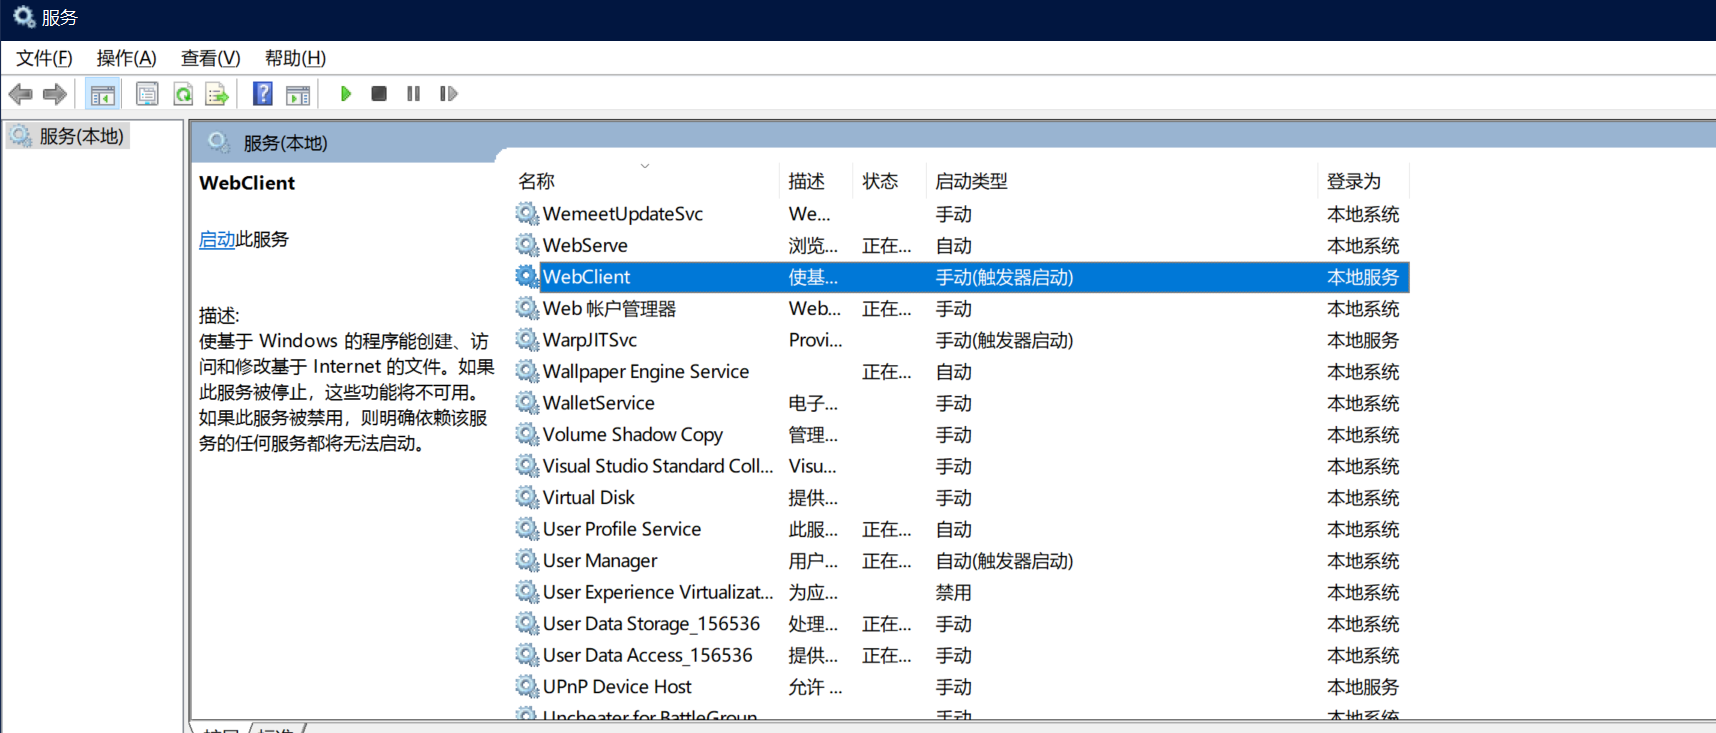 服务
文件(F) 操作(A) 查看(V) 帮助(H)
服务(本地)
服务(本地)
WebClient
启动此服务
描述:
使基于 Windows 的程序能创建、访
问和修改基于 Internet 的文件。如果
此服务被停止，这些功能将不可用。
如果此服务被禁用，则明确依赖该服
务的任何服务都将无法启动。
名称 描述 状态 启动类型 登录为
WemeetUpdateSvc We... 手动 本地系统
WebServe 浏览... 正在... 自动 本地系统
WebClient 使基... 手动(触发器启动) 本地服务
Web 帐户管理器 Web... 正在... 手动 本地系统
WarpJITSvc Provi... 手动(触发器启动) 本地服务
Wallpaper Engine Service 正在... 自动 本地系统
WalletService 电子... 手动 本地系统
Volume Shadow Copy 管理... 手动 本地系统
Visual Studio Standard Coll... Visu... 手动 本地系统
Virtual Disk 提供... 手动 本地系统
User Profile Service 此服... 正在... 自动 本地系统
User Manager 用户... 正在... 自动(触发器启动) 本地系统
User Experience Virtualizat... 为应... 禁用 本地系统
User Data Storage_156536 处理... 正在... 手动 本地系统
User Data Access_156536 提供... 正在... 手动 本地系统
UPnP Device Host 允许 ... 手动 本地服务
Uncheater for BattleGroun 手动 本地系统
扩展 标准